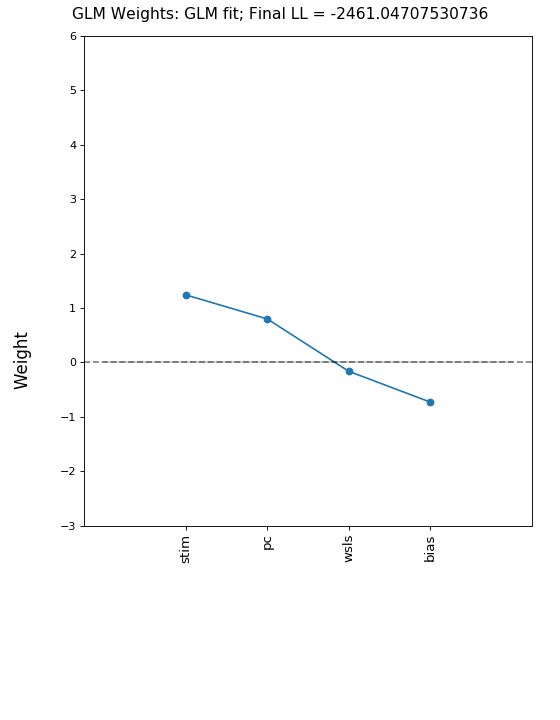 GLM Weights: GLM fit; Final LL = -2461.04707530736
6
5
4
3
2
1
0
−1
−2
−3
Weight
stim
pc
wsls
bias